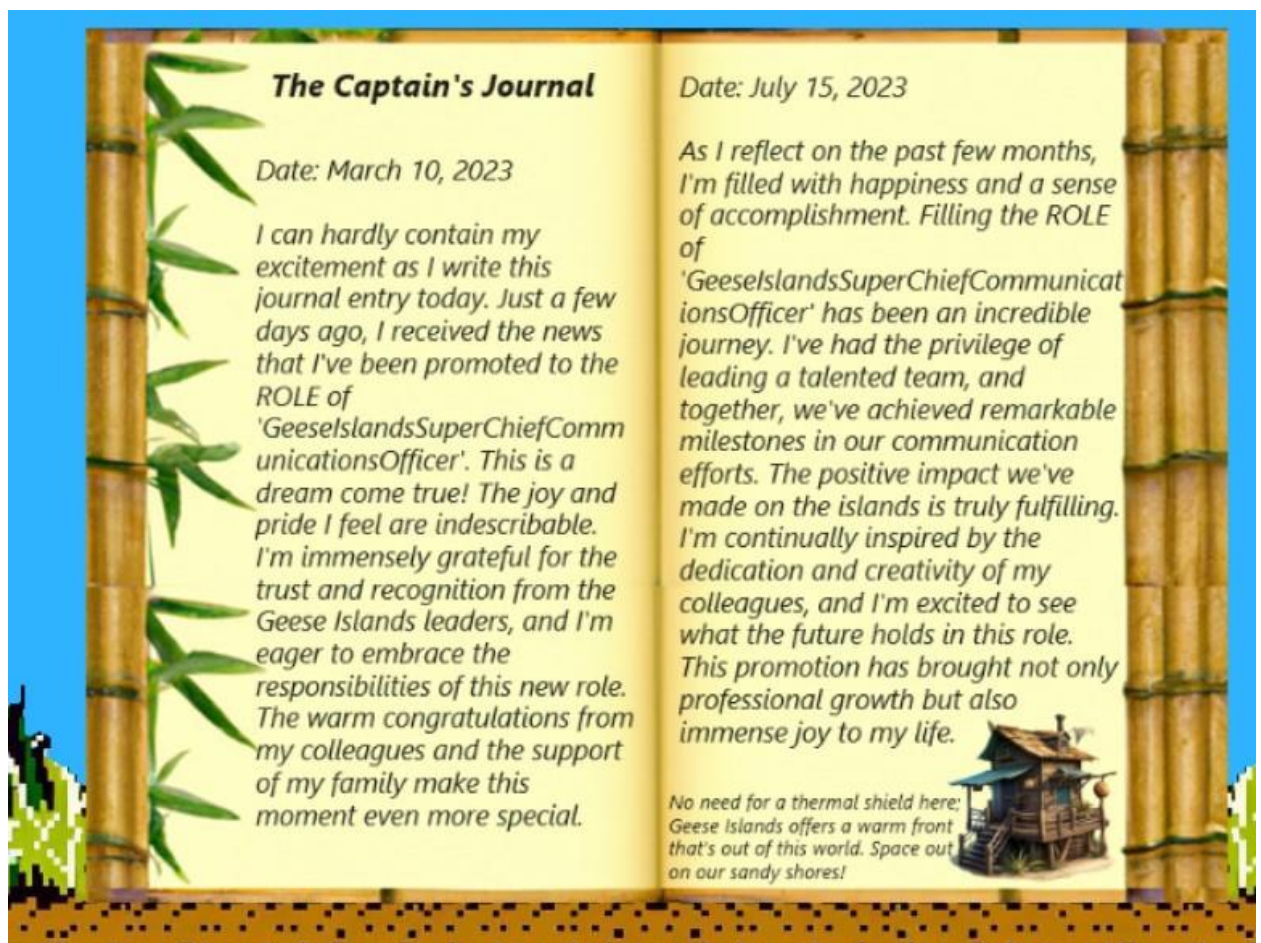 The Captain's Journal
Date: March 10, 2023
I can hardly contain my
excitement as I write this
journal entry today. Just a few
days ago, I received the news
that I've been promoted to the
ROLE of
'GeeseIslandsSuperChiefComm
unicationsOfficer'. This is a
dream come true! The joy and
pride I feel are indescribable.
I'm immensely grateful for the
trust and recognition from the
Geese Islands leaders, and I'm
eager to embrace the
responsibilities of this new role.
The warm congratulations from
my colleagues and the support
of my family make this
moment even more special.
Date: July 15, 2023
As I reflect on the past few months,
I'm filled with happiness and a sense
of accomplishment. Filling the ROLE
of
'GeeseIslandsSuperChiefCommunicat
ionsOfficer' has been an incredible
journey. I've had the privilege of
leading a talented team, and
together, we've achieved remarkable
milestones in our communication
efforts. The positive impact we've
made on the islands is truly fulfilling.
I'm continually inspired by the
dedication and creativity of my
colleagues, and I'm excited to see
what the future holds in this role.
This promotion has brought not only
professional growth but also
immense joy to my life.
No need for a thermal shield here;
Geese Islands offers a warm front
that's out of this world. Space out
on our sandy shores!